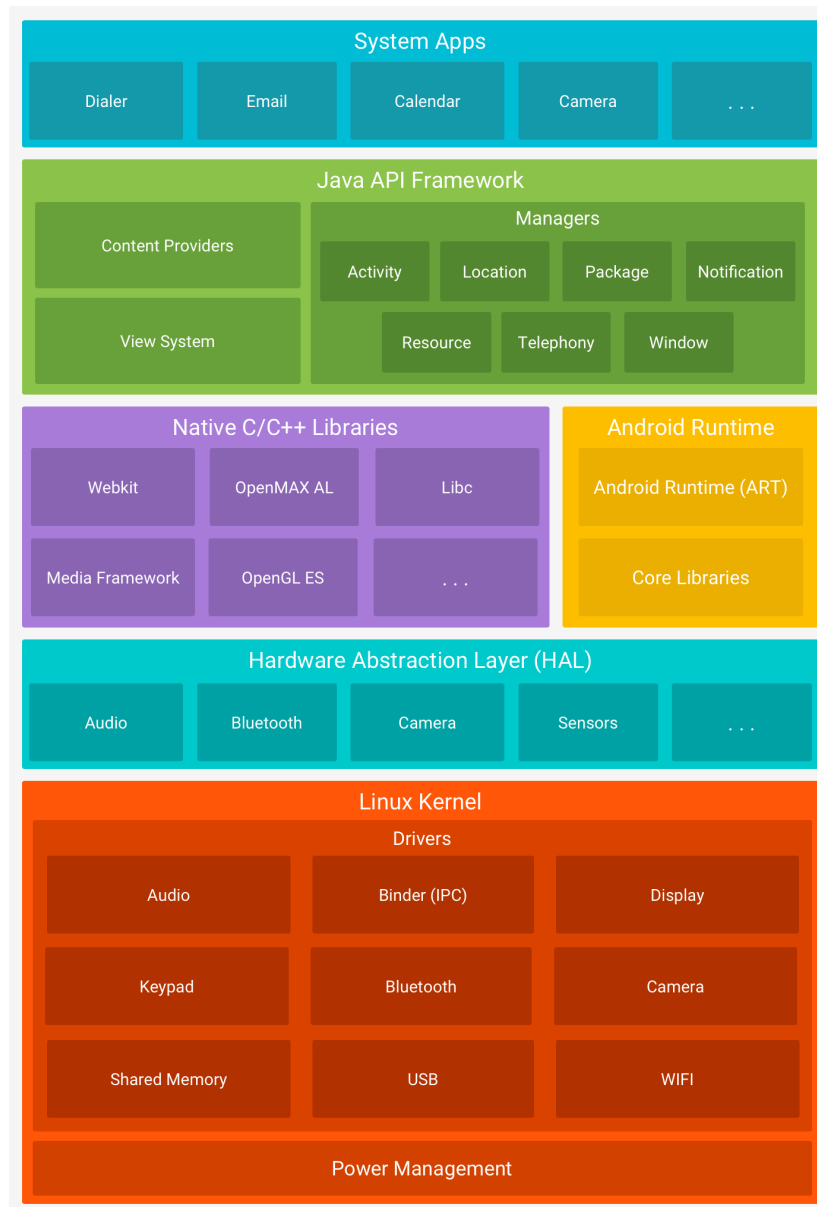 System Apps
Dialer
Email
Calendar
Camera
. . .
Java API Framework
Content Providers
View System
Managers
Activity
Location
Package
Notification
Resource
Telephony
Window
Native C/C++ Libraries
Webkit
OpenMAX AL
Libc
Media Framework
OpenGL ES
. . .
Android Runtime
Android Runtime (ART)
Core Libraries
Hardware Abstraction Layer (HAL)
Audio
Bluetooth
Camera
Sensors
. . .
Linux Kernel
Drivers
Audio
Binder (IPC)
Display
Keypad
Bluetooth
Camera
Shared Memory
USB
WIFI
Power Management